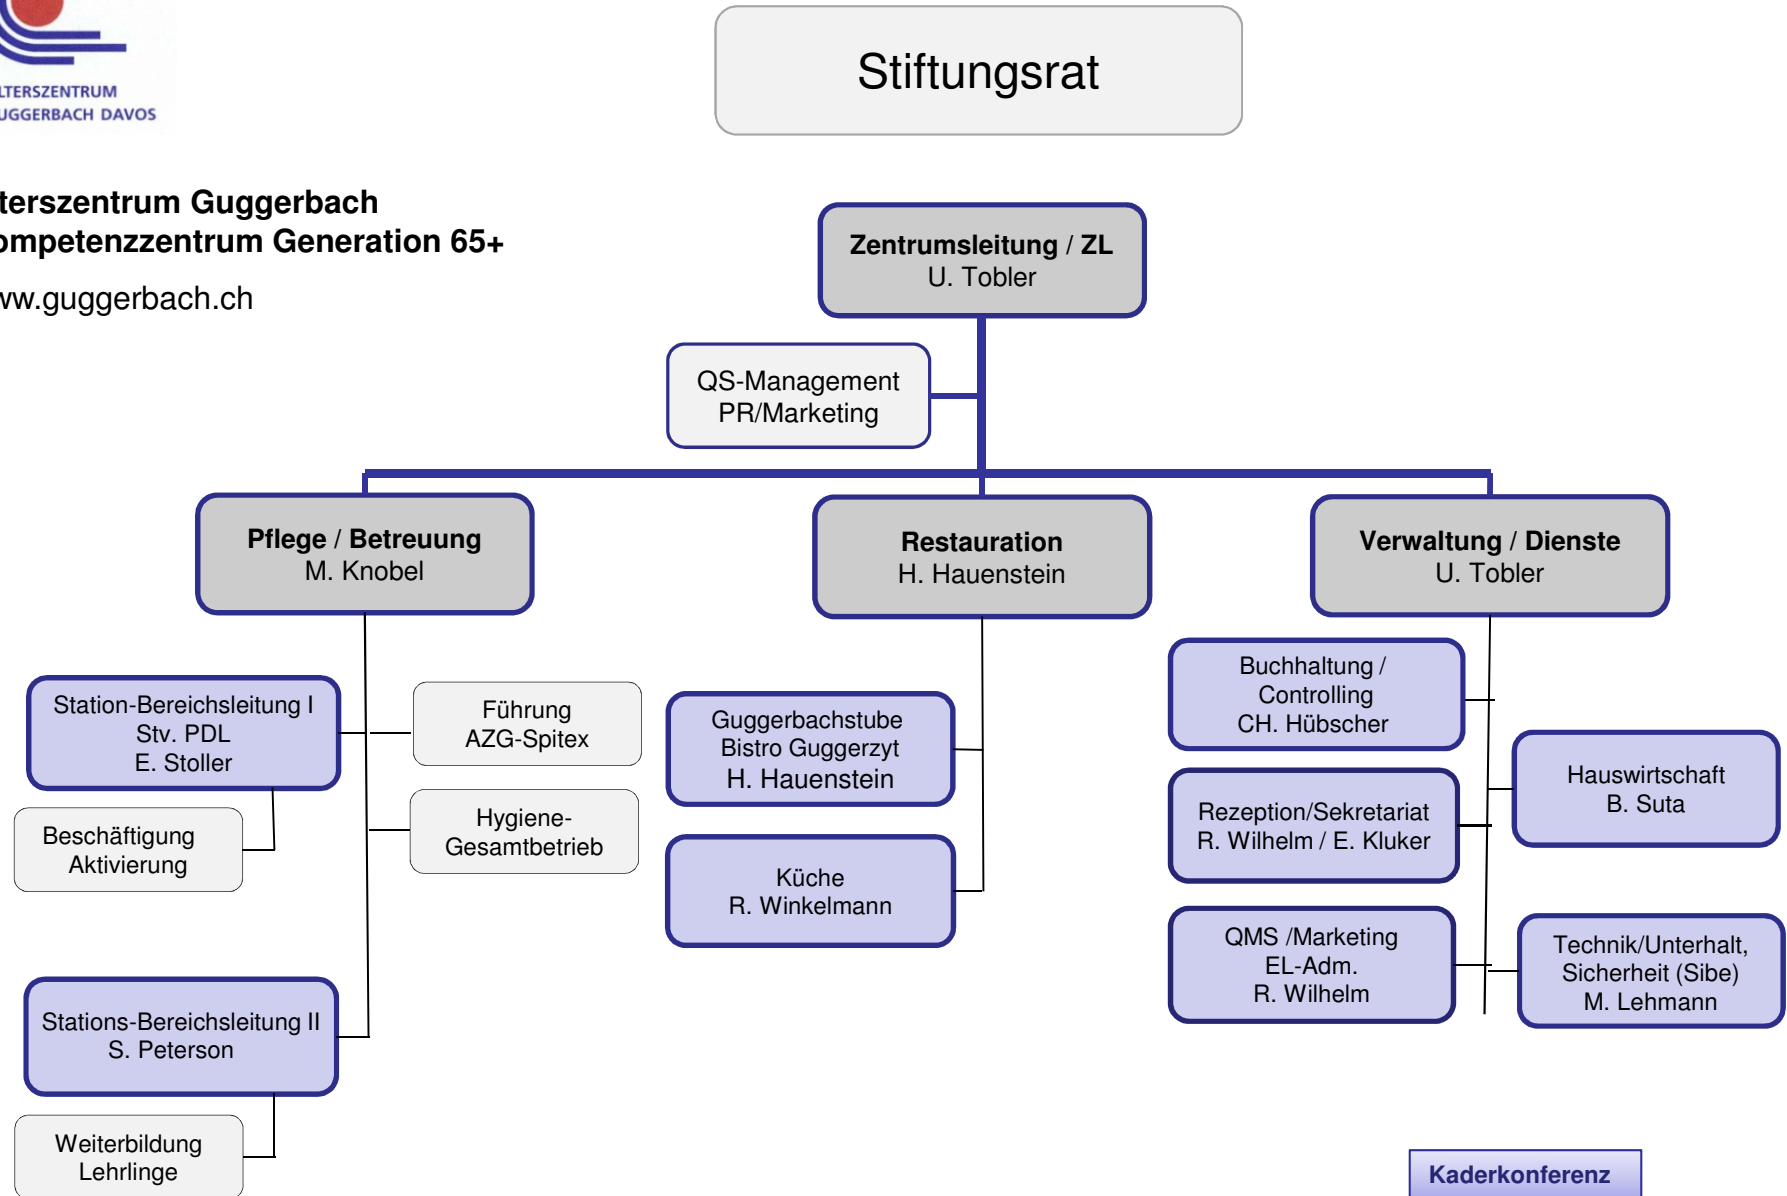 LTERSZENTRUM
UGGERBACH DAVOS
Stiftungsrat
terszentrum Guggerbach
ompetenzzentrum Generation 65+
ww.guggerbach.ch
Zentrumsleitung / ZL
U. Tobler
QS-Management
PR/Marketing
Pflege / Betreuung
M. Knobel
Restauration
H. Hauenstein
Verwaltung / Dienste
U. Tobler
Station-Bereichsleitung I
Stv. PDL
E. Stoller
Führung
AZG-Spitex
Beschäftigung
Aktivierung
Hygiene-
Gesamtbetrieb
Stations-Bereichsleitung II
S. Peterson
Weiterbildung
Lehrlinge
Guggerbachstube
Bistro Guggerzyt
H. Hauenstein
Küche
R. Winkelmann
Buchhaltung /
Controlling
CH. Hübscher
Hauswirtschaft
B. Suta
Rezeption/Sekretariat
R. Wilhelm / E. Kluker
QMS /Marketing
EL-Adm.
R. Wilhelm
Technik/Unterhalt,
Sicherheit (Sibe)
M. Lehmann
Kaderkonferenz